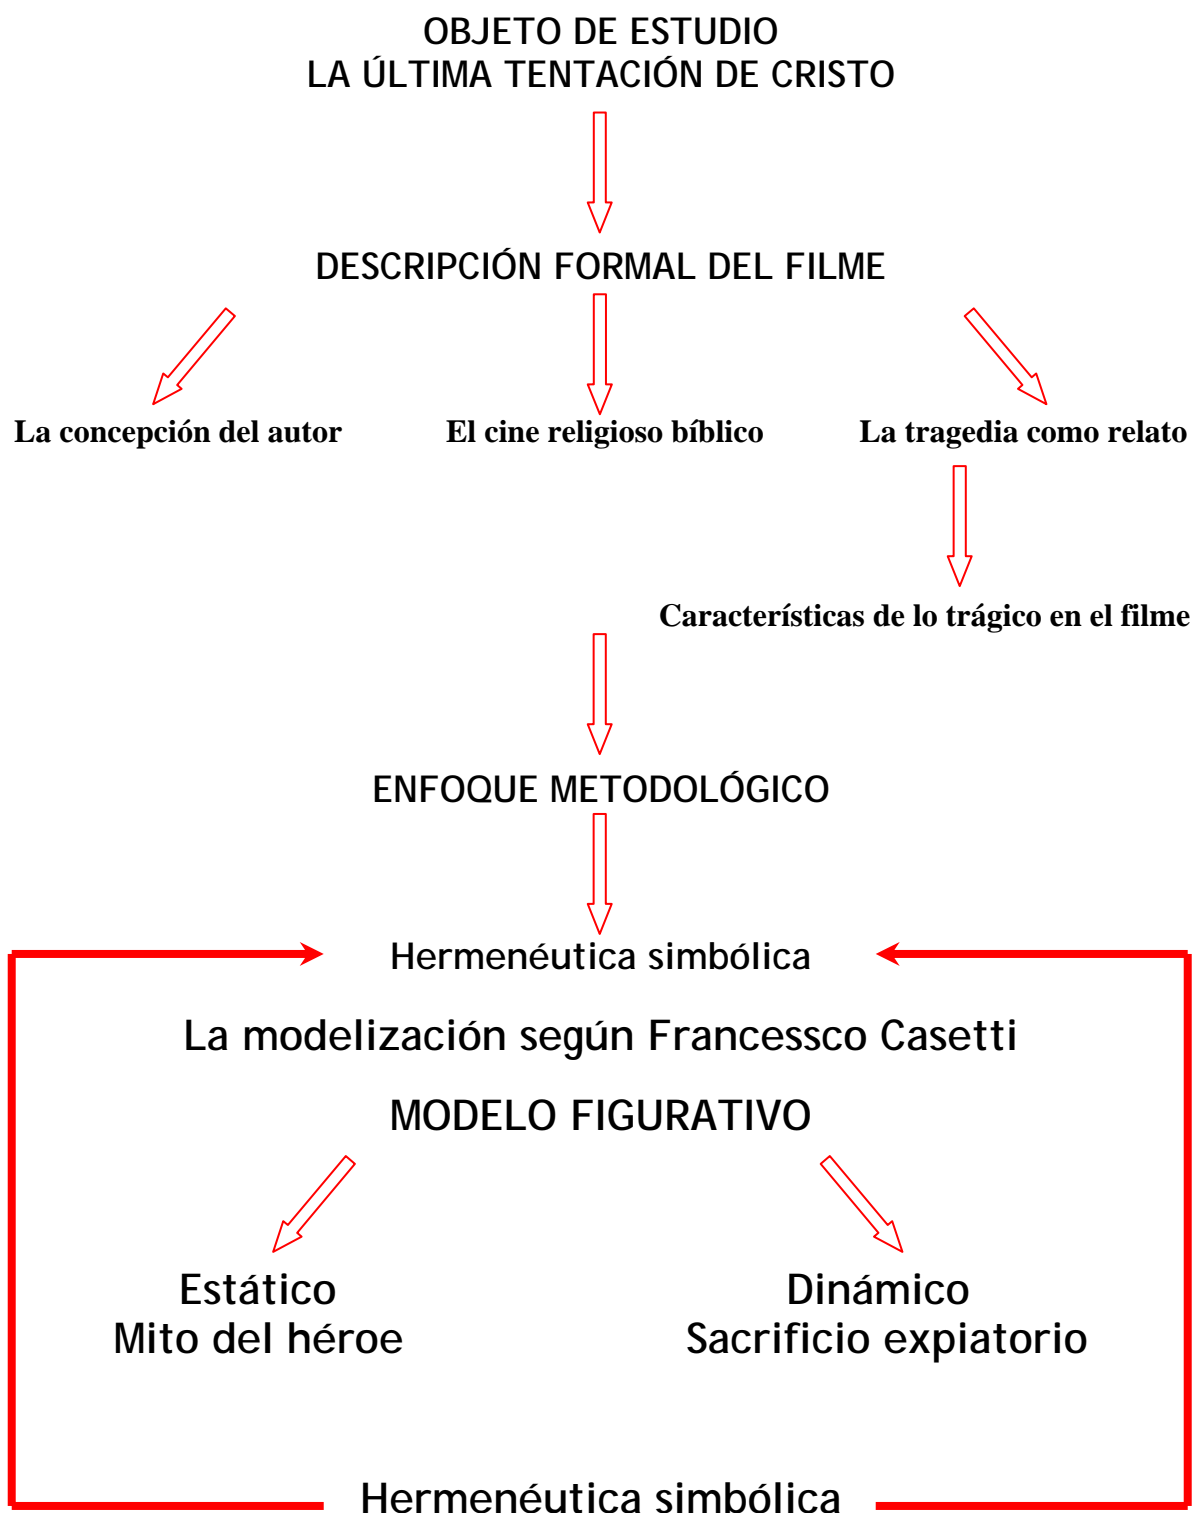 OBJETO DE ESTUDIO
LA ÚLTIMA TENTACIÓN DE CRISTO
DESCRIPCIÓN FORMAL DEL FILME
La concepción del autor
El cine religioso bíblico
La tragedia como relato
Características de lo trágico en el filme
ENFOQUE METODOLÓGICO
Hermenéutica simbólica
La modelización según Francessco Casetti
MODELO FIGURATIVO
Estático
Mito del héroe
Dinámico
Sacrificio expiatorio
Hermenéutica simbólica